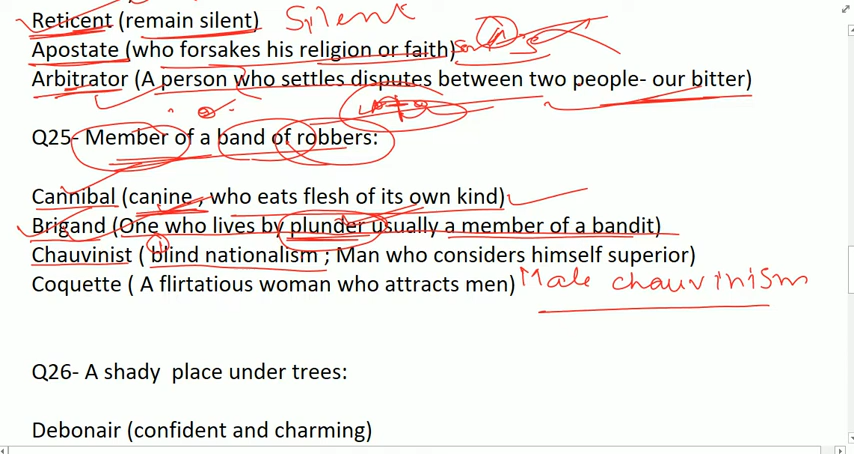 Reticent (remain silent) Silent
Apostate (who forsakes his religion or faith)
Arbitrator (A person who settles disputes between two people- our bitter)
Q25- Member of a band of robbers:
Cannibal (canine , who eats flesh of its own kind)
Brigand (One who lives by plunder usually a member of a bandit)
Chauvinist ( blind nationalism ; Man who considers himself superior)
Coquette ( A flirtatious woman who attracts men) Male chauvinism
Q26- A shady place under trees:
Debonair (confident and charming)